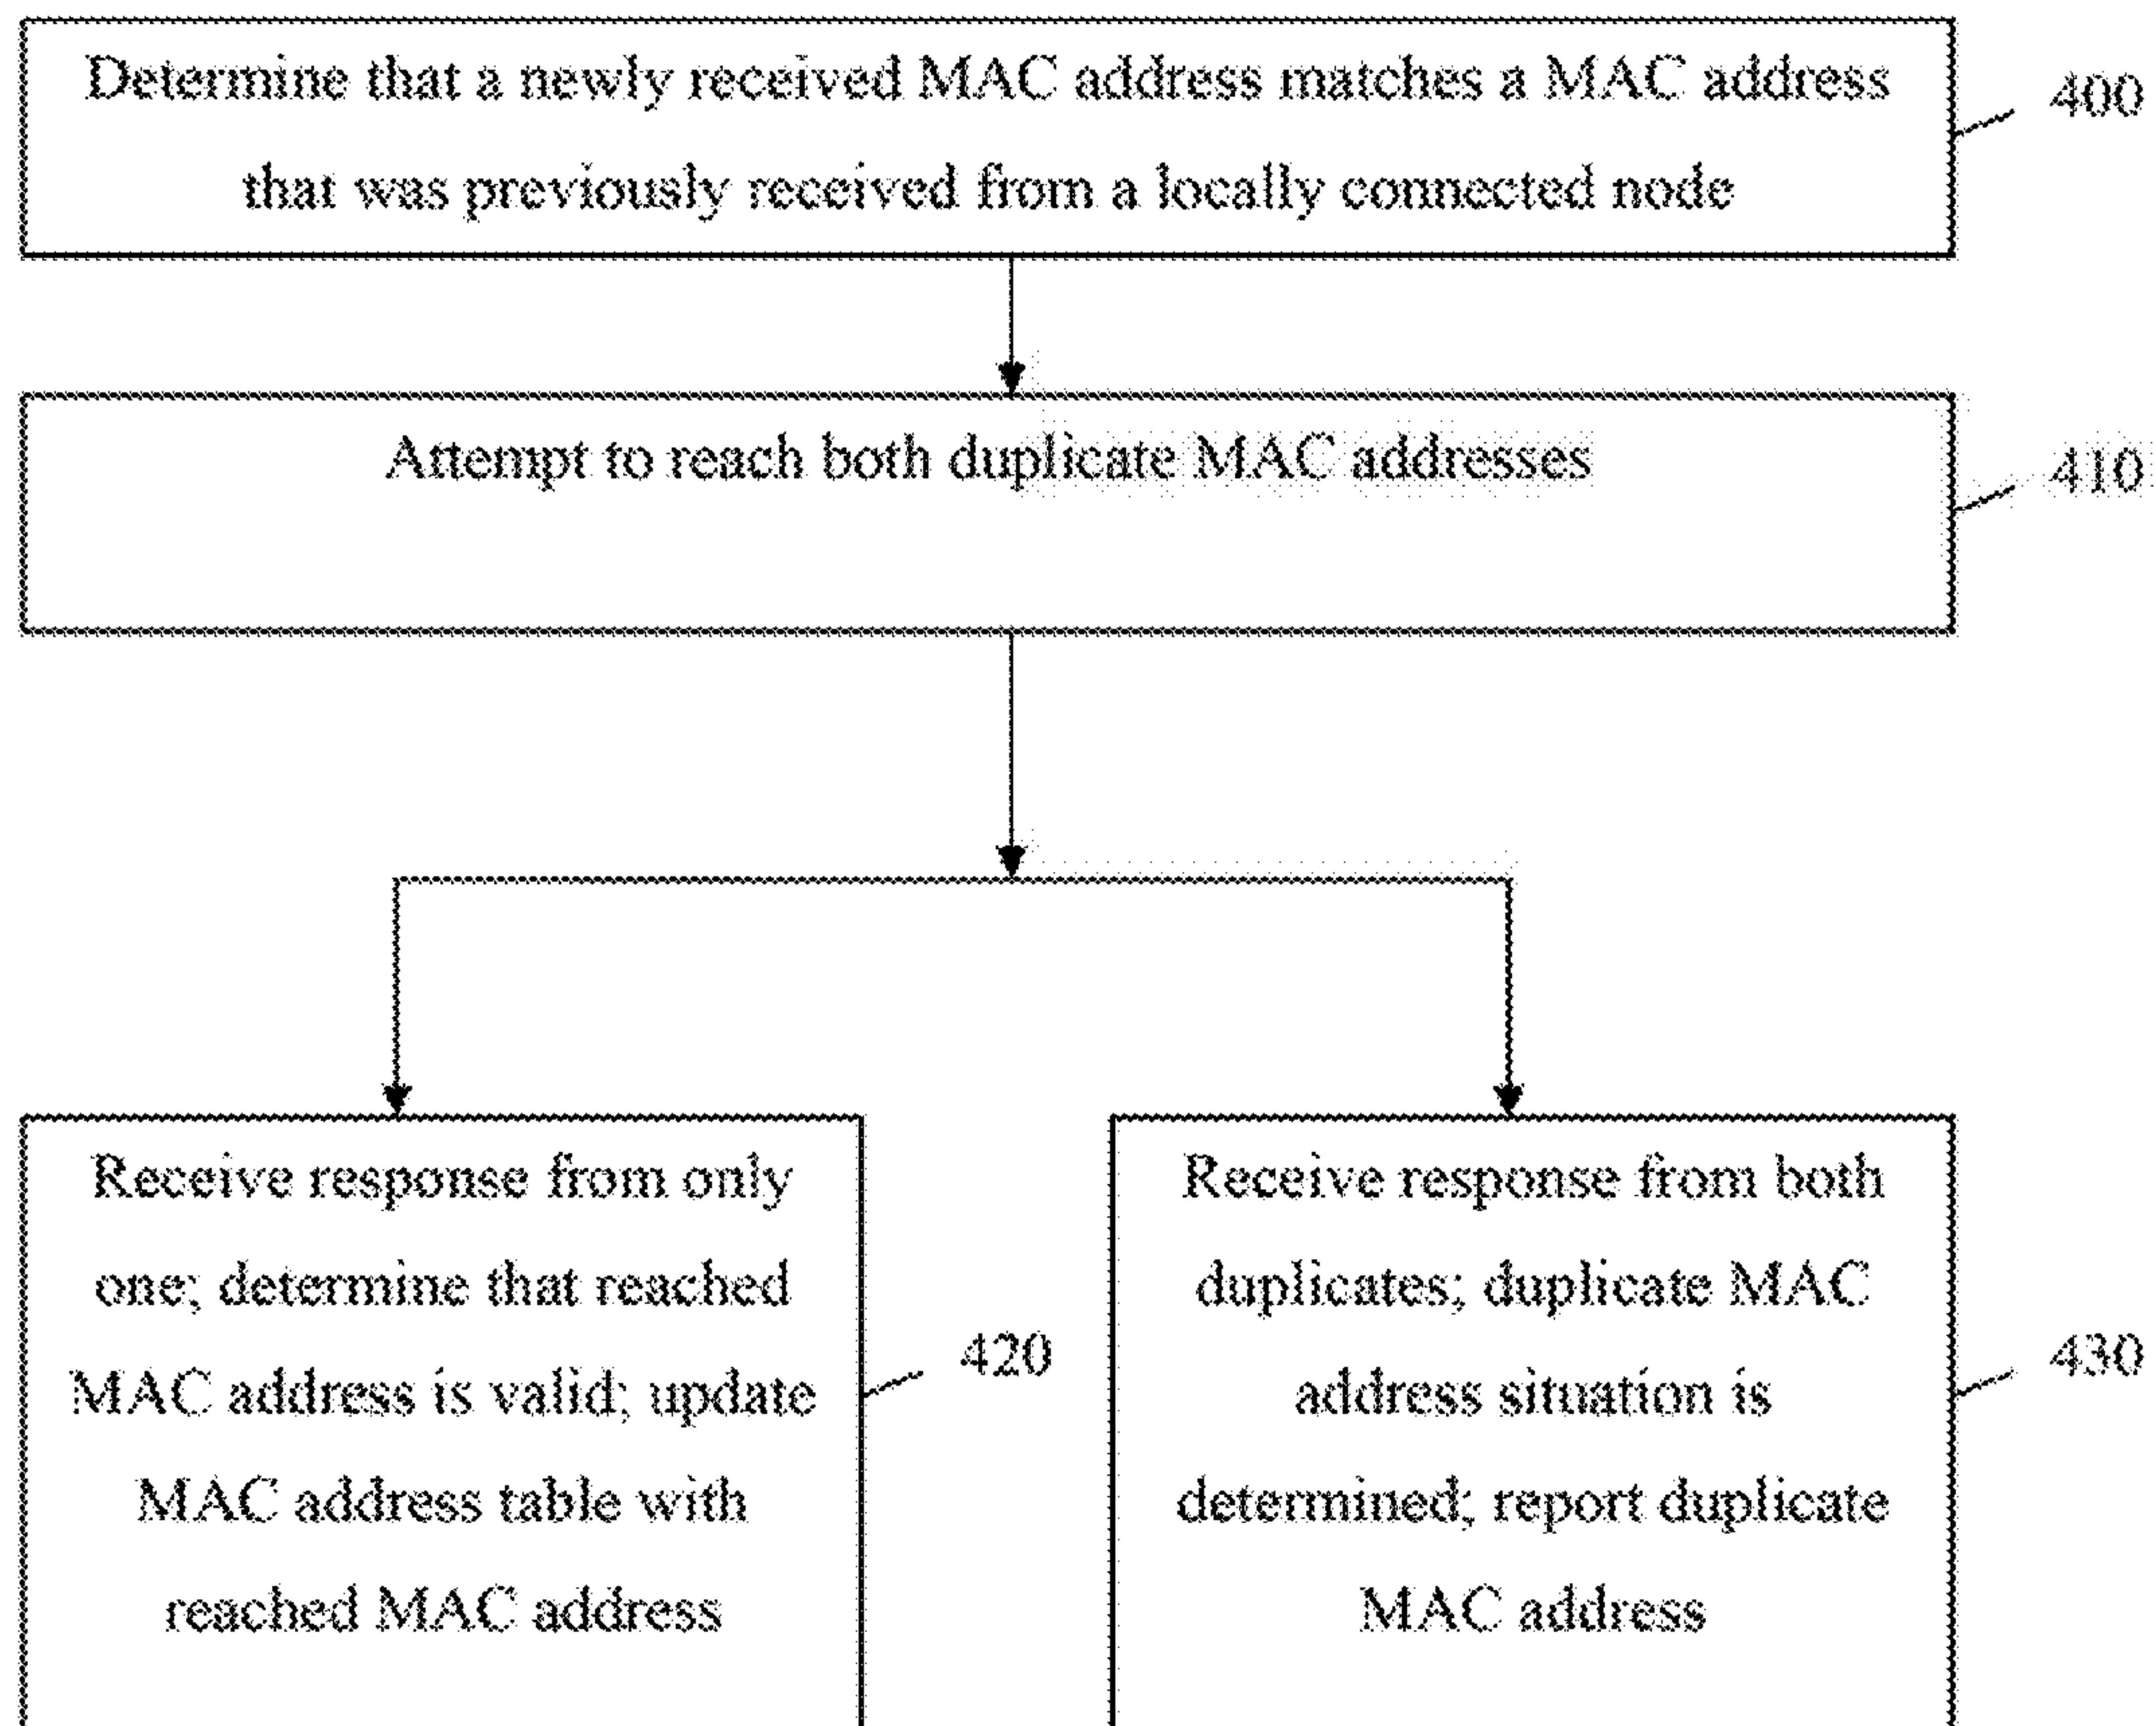 Determine that a newly received MAC address matches a MAC address
that was previously received from a locally connected node
400
Attempt to reach both duplicate MAC addresses
410
Receive response from only
one; determine that reached
MAC address is valid; update
MAC address table with
reached MAC address
420
Receive response from both
duplicates; duplicate MAC
address situation is
determined; report duplicate
MAC address
430